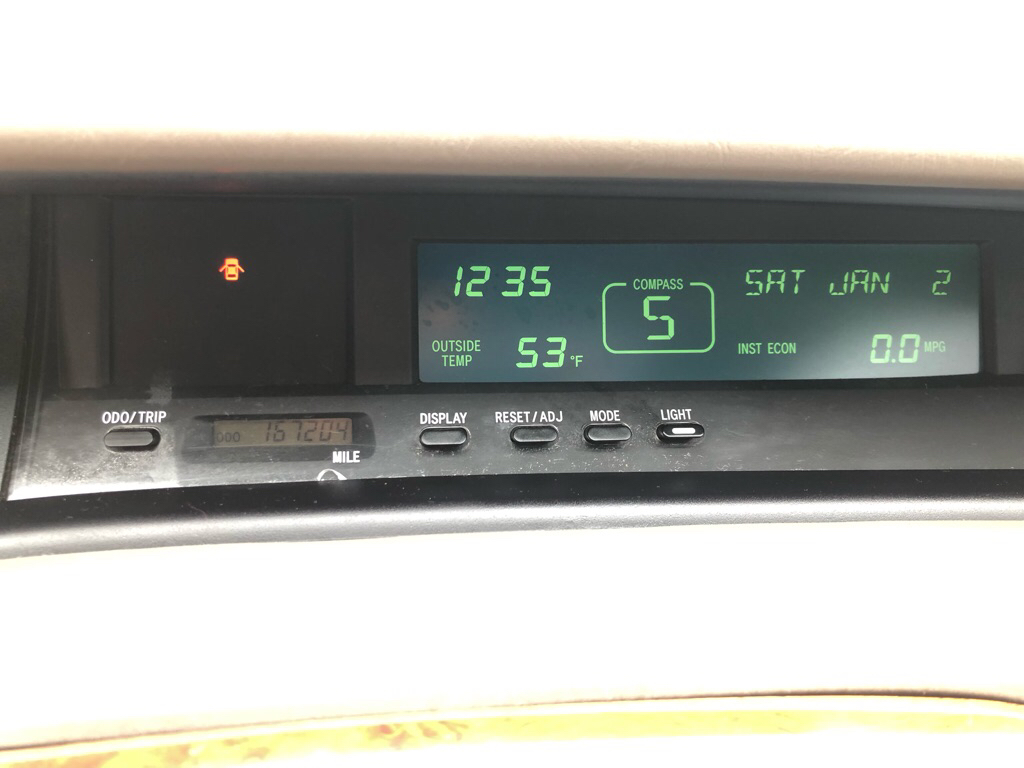 12 35
COMPASS
S
SAT JAN 2
OUTSIDE
TEMP
53 °F
INST ECON
0.0 MPG
ODO/TRIP
ODO 167204
MILE
DISPLAY
RESET/ADJ
MODE
LIGHT